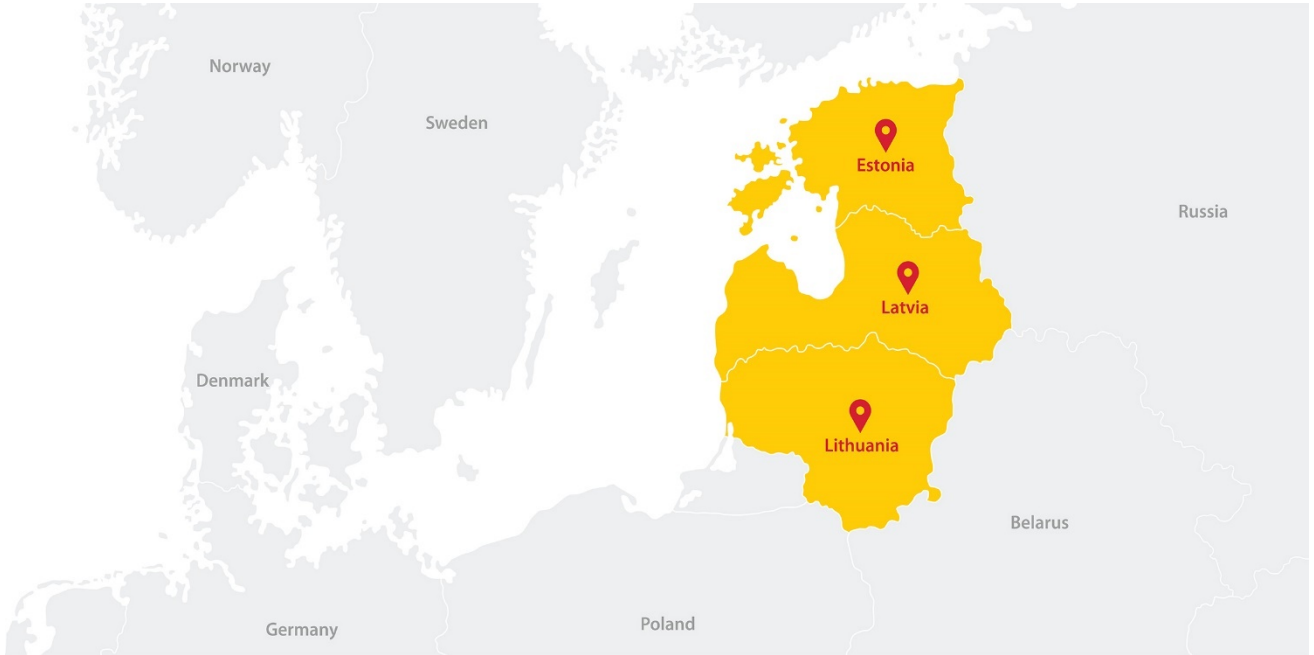 Norway
Sweden
Estonia
Russia
Latvia
Denmark
Lithuania
Belarus
Poland
Germany